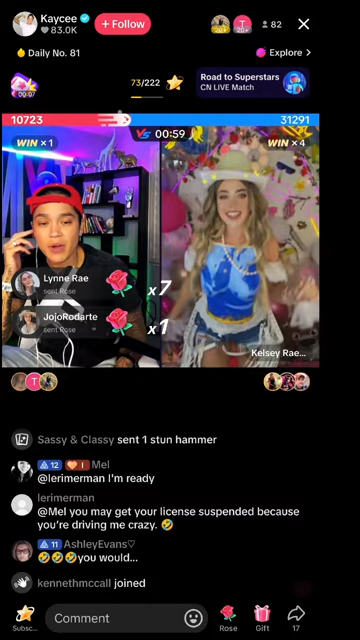 Kaycee
83.0K
+ Follow
82
Daily No. 81
Explore >
00:07
73/222
Road to Superstars
CN LIVE Match
10723
31291
WIN ×1
VS 00:59
WIN ×4
Lynne Rae
sent Rose
x7
JojoRodarte
sent Rose
x1
Kelsey Rae...
T
Sassy & Classy sent 1 stun hammer
12 1 Mel
@lerimerman I'm ready
lerimerman
@Mel you may get your license suspended because
you're driving me crazy. 🤣
11 AshleyEvans♡
🤣🤣🤣you would...
kennethmccall joined
Comment
Subsc...
Rose
Gift
17